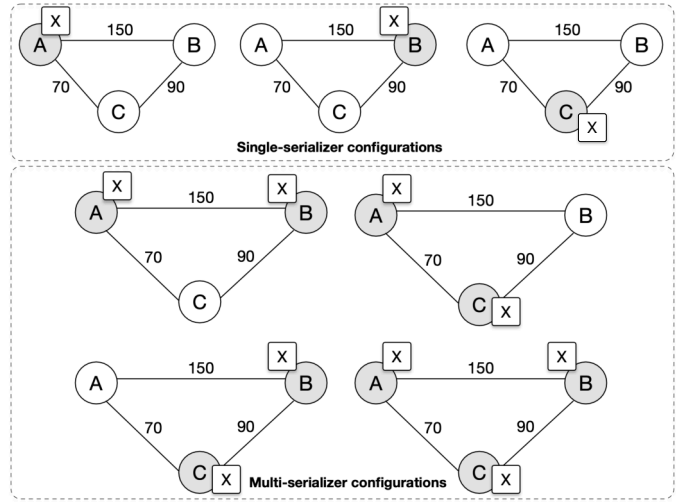 X X X
A 150 B A 150 B A 150 B
70 90 70 90 70 90
C C C
X
Single-serializer configurations
X X X
A 150 B A 150 B
70 90 70 90
C C X
X X X
A 150 B A 150 B
70 90 70 90
C X C X
Multi-serializer configurations